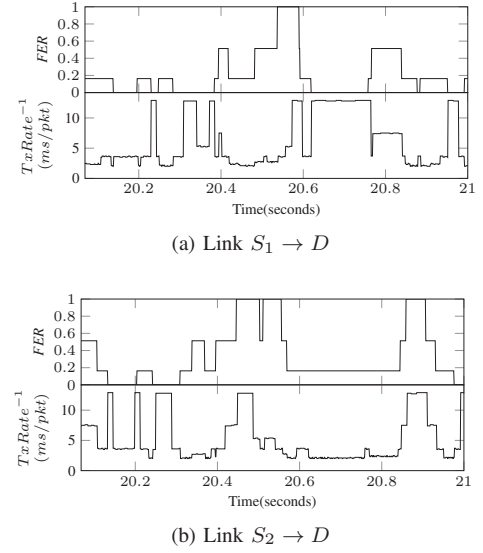 1
0.8
0.6
0.4
0.2
0
FER
10
5
0
TxRate⁻¹
(ms/pkt)
20.2 20.4 20.6 20.8 21
Time(seconds)
(a) Link S₁ → D
1
0.8
0.6
0.4
0.2
0
FER
10
5
0
TxRate⁻¹
(ms/pkt)
20.2 20.4 20.6 20.8 21
Time(seconds)
(b) Link S₂ → D